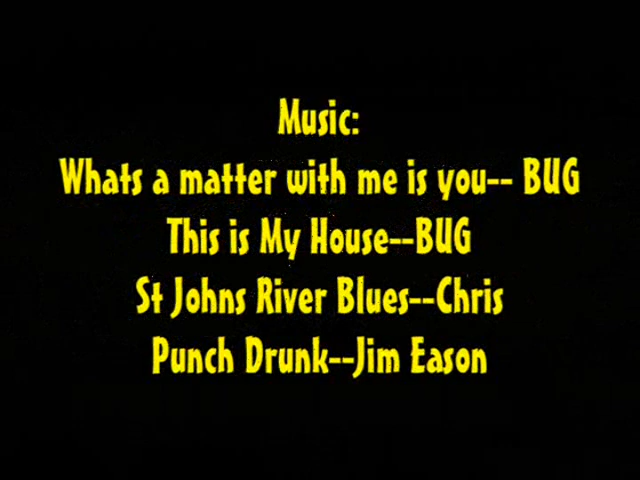 Music:
Whats a matter with me is you-- BUG
This is My House--BUG
St Johns River Blues--Chris
Punch Drunk--Jim Eason